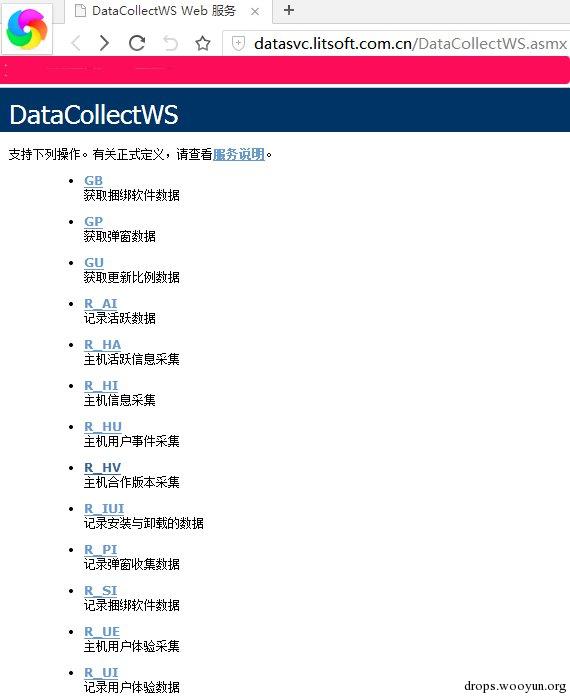 DataCollectWS Web 服务
datasvc.litsoft.com.cn/DataCollectWS.asmx
DataCollectWS
支持下列操作。有关正式定义，请查看服务说明。
GB
获取捆绑软件数据
GP
获取弹窗数据
GU
获取更新比例数据
R_AI
记录活跃数据
R_HA
主机活跃信息采集
R_HI
主机信息采集
R_HU
主机用户事件采集
R_HV
主机合作版本采集
R_IUI
记录安装与卸载的数据
R_PI
记录弹窗收集数据
R_SI
记录捆绑软件数据
R_UE
主机用户体验采集
R_UI
记录用户体验数据
drops.wooyun.org